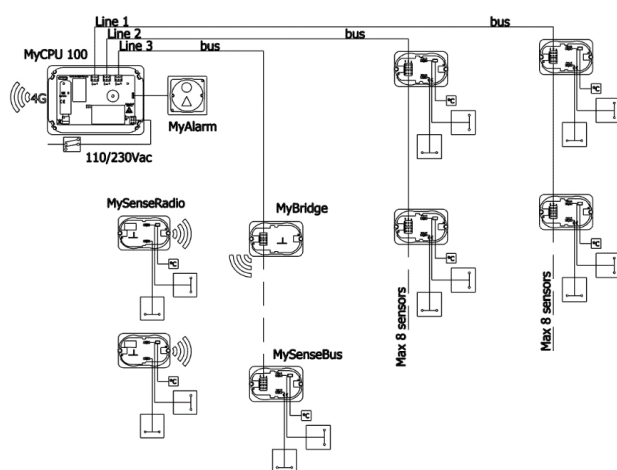 Line 1
bus
Line 2
bus
Line 3
bus
MyCPU 100
4G
MyAlarm
110/230Vac
°C
°C
MySenseRadio
MyBridge
°C
°C
°C
Max 8 sensors
Max 8 sensors
MySenseBus
°C
°C